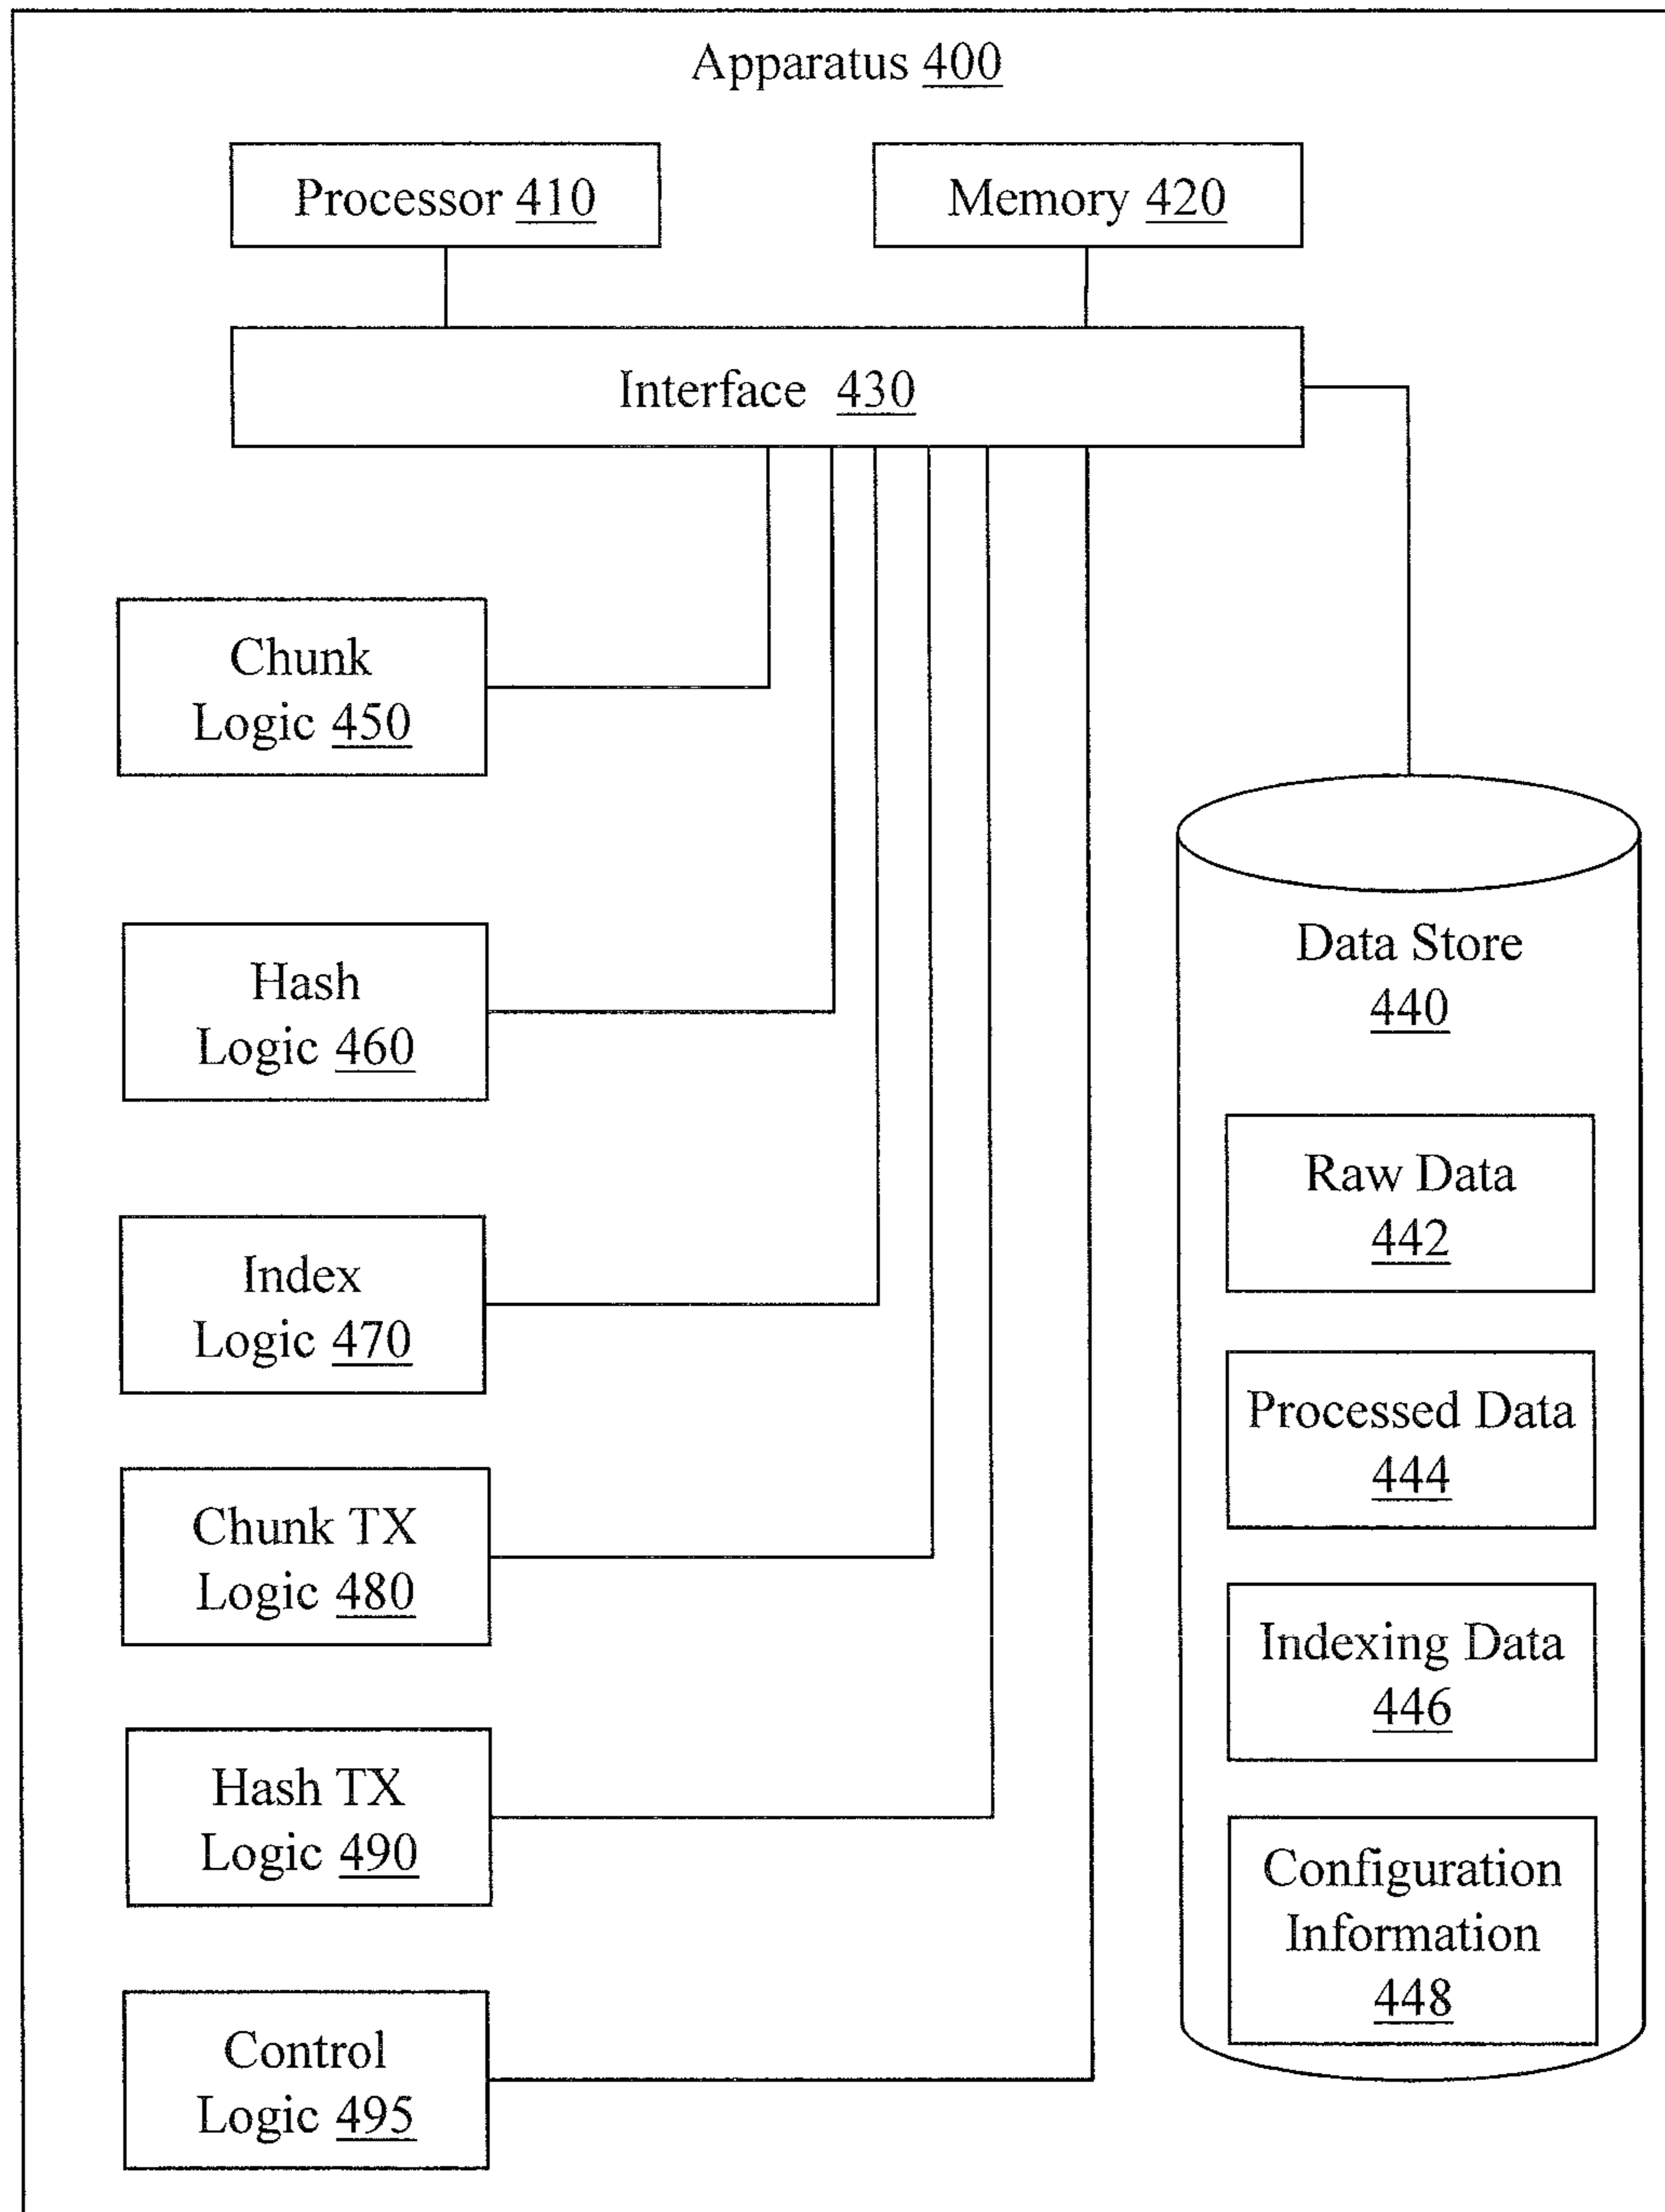 Apparatus 400
Processor 410
Memory 420
Interface 430
Chunk
Logic 450
Hash
Logic 460
Index
Logic 470
Chunk TX
Logic 480
Hash TX
Logic 490
Control
Logic 495
Data Store
440
Raw Data
442
Processed Data
444
Indexing Data
446
Configuration
Information
448